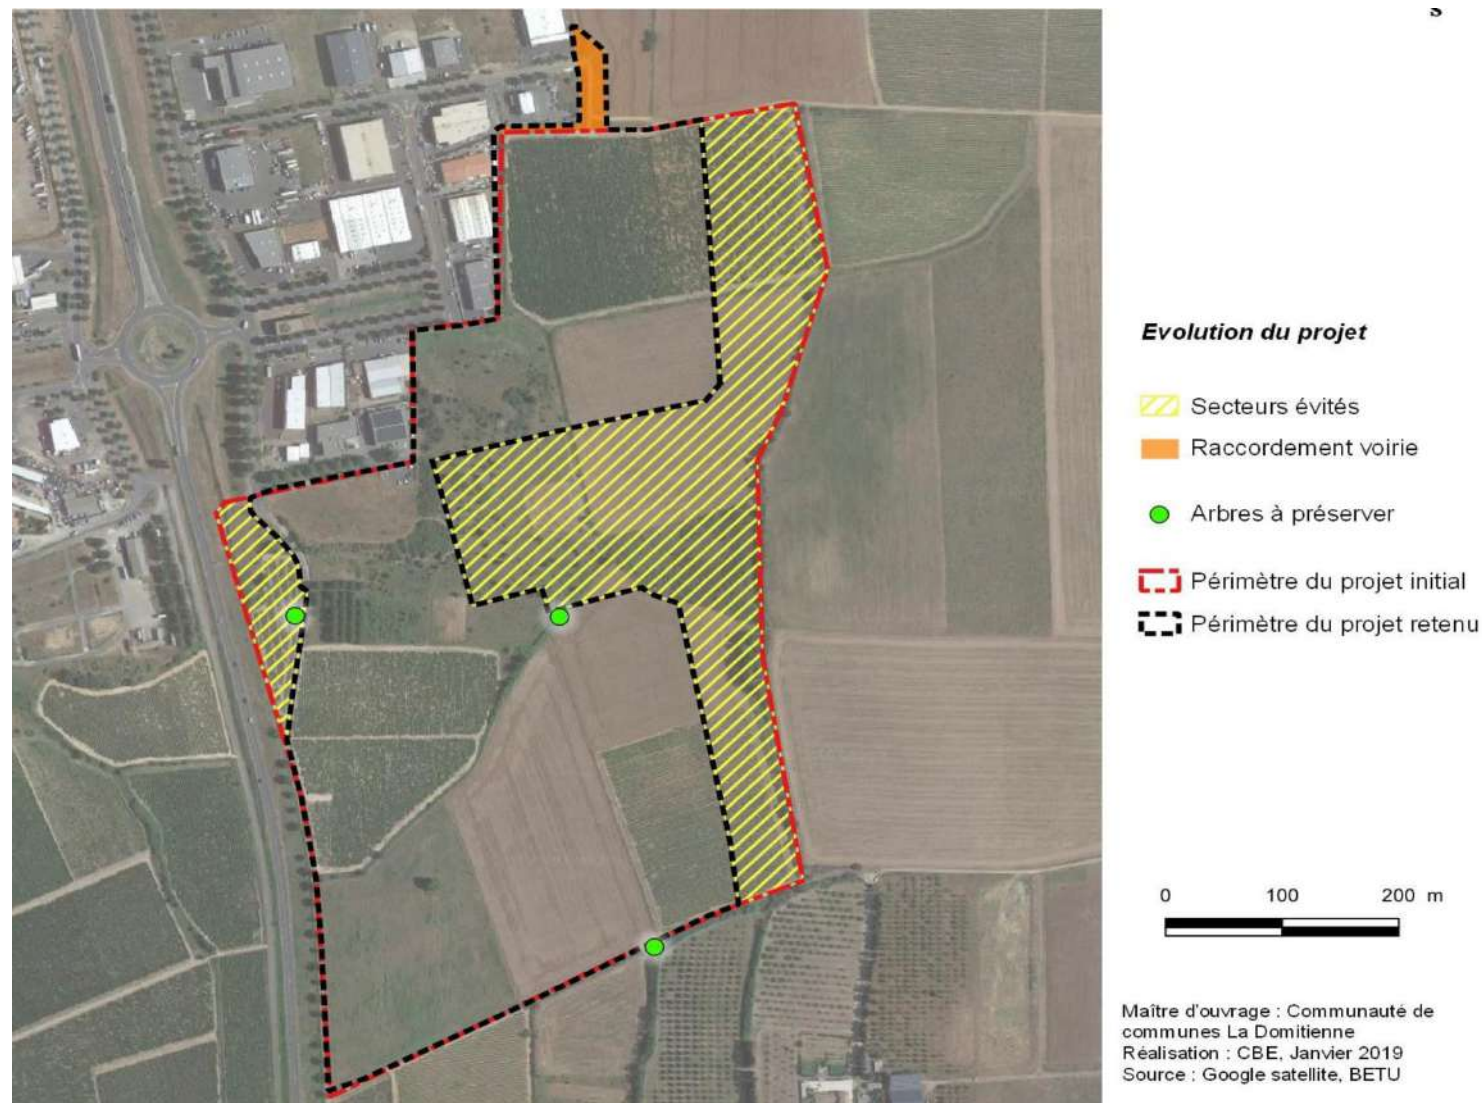 s
Evolution du projet
Secteurs évités
Raccordement voirie
Arbres à préserver
Périmètre du projet initial
Périmètre du projet retenu
0 100 200 m
Maître d'ouvrage : Communauté de
communes La Domitienne
Réalisation : CBE, Janvier 2019
Source : Google satellite, BETU